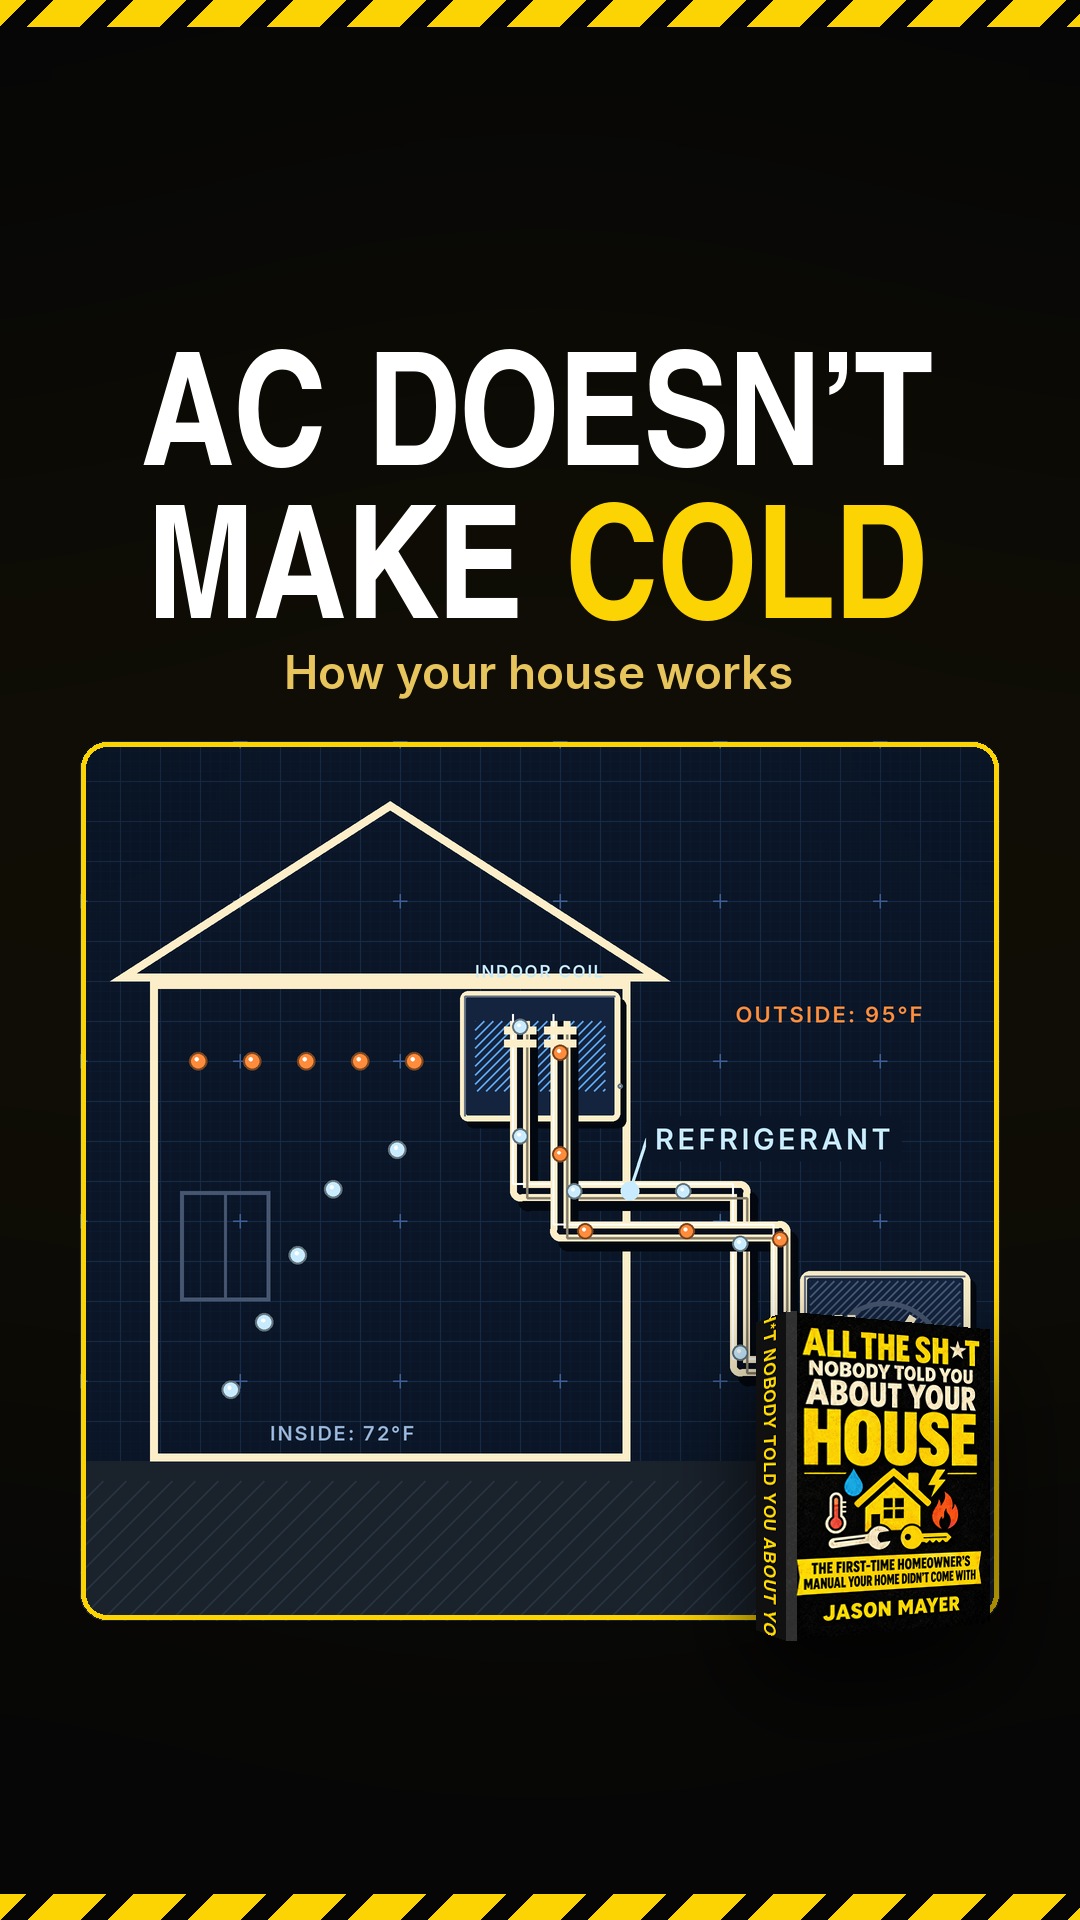 AC DOESN’T
MAKE COLD
How your house works
INDOOR COIL
OUTSIDE: 95°F
REFRIGERANT
INSIDE: 72°F
ALL THE SH★T
NOBODY TOLD YOU
ABOUT YOUR
HOUSE
THE FIRST-TIME HOMEOWNER'S
MANUAL YOUR HOME DIDN'T COME WITH
JASON MAYER
*T NOBODY TOLD YOU ABOUT YO